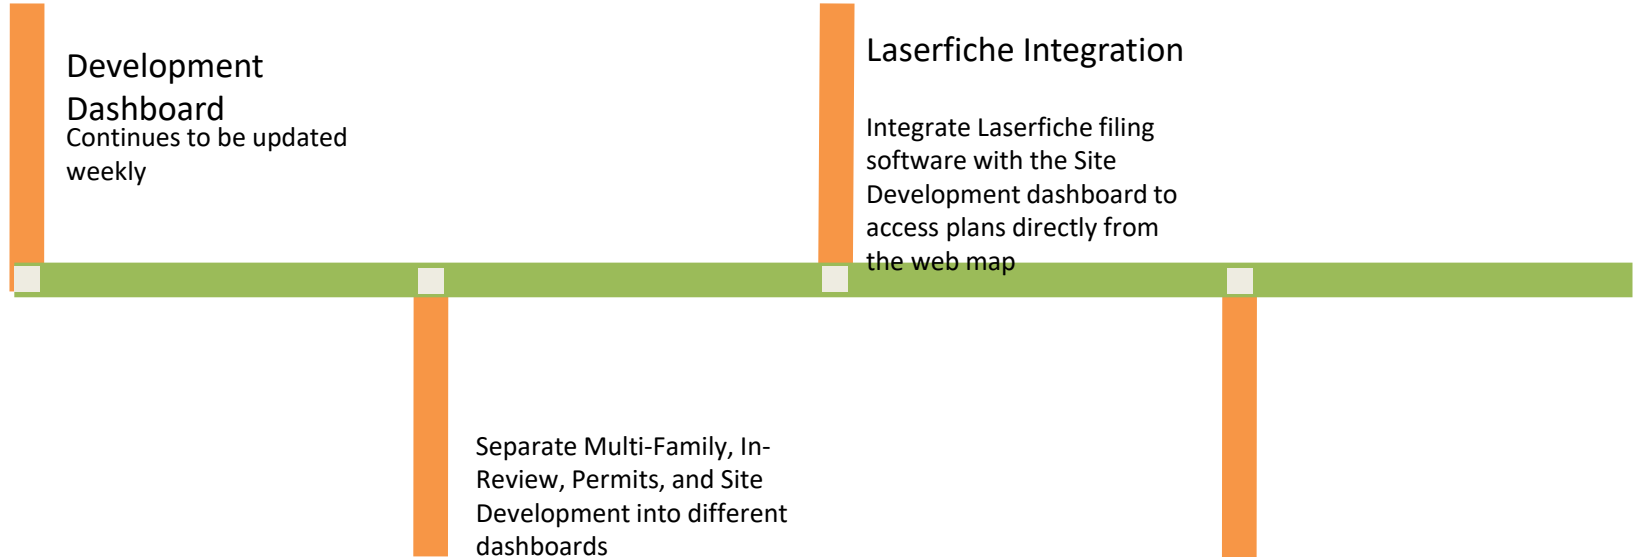 Development
Dashboard
Continues to be updated
weekly
Separate Multi-Family, In-
Review, Permits, and Site
Development into different
dashboards
Laserfiche Integration
Integrate Laserfiche filing
software with the Site
Development dashboard to
access plans directly from
the web map